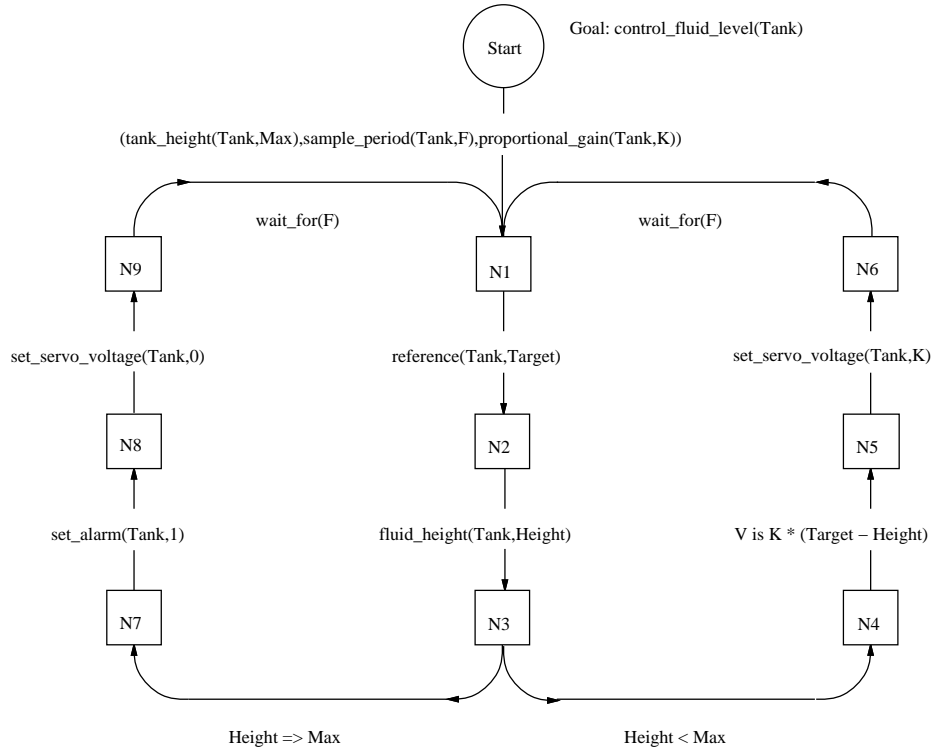 Goal: control_fluid_level(Tank)
Start
(tank_height(Tank,Max),sample_period(Tank,F),proportional_gain(Tank,K))
wait_for(F)
wait_for(F)
N9
N1
N6
set_servo_voltage(Tank,0)
reference(Tank,Target)
set_servo_voltage(Tank,K)
N8
N2
N5
set_alarm(Tank,1)
fluid_height(Tank,Height)
V is K * (Target − Height)
N7
N3
N4
Height => Max
Height < Max